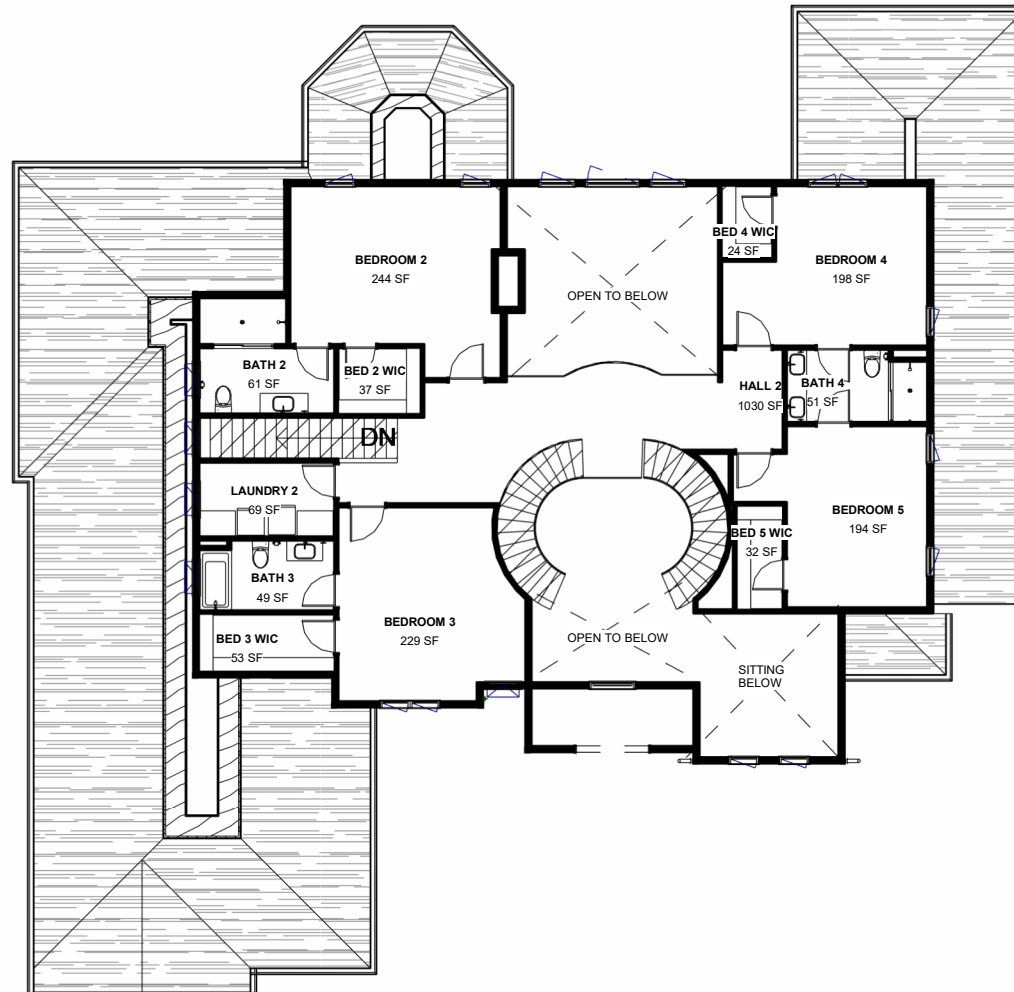 BEDROOM 2
244 SF
OPEN TO BELOW
BED 4 WIC
24 SF
BEDROOM 4
198 SF
BATH 2
61 SF
BED 2 WIC
37 SF
HALL 2
1030 SF
BATH 4
51 SF
DN
LAUNDRY 2
69 SF
BATH 3
49 SF
BED 3 WIC
53 SF
BEDROOM 3
229 SF
BED 5 WIC
32 SF
BEDROOM 5
194 SF
OPEN TO BELOW
SITTING
BELOW